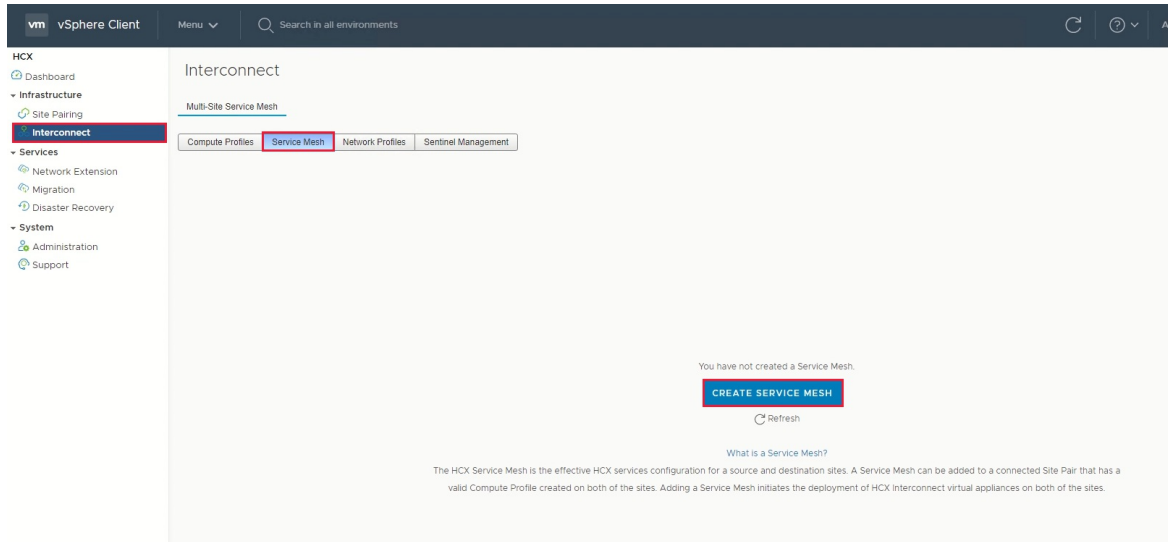 vm vSphere Client Menu Search in all environments
HCX
Dashboard
Infrastructure
Site Pairing
Interconnect
Services
Network Extension
Migration
Disaster Recovery
System
Administration
Support
Interconnect
Multi-Site Service Mesh
Compute Profiles Service Mesh Network Profiles Sentinel Management
You have not created a Service Mesh.
CREATE SERVICE MESH
Refresh
What is a Service Mesh?
The HCX Service Mesh is the effective HCX services configuration for a source and destination sites. A Service Mesh can be added to a connected Site Pair that has a
valid Compute Profile created on both of the sites. Adding a Service Mesh initiates the deployment of HCX Interconnect virtual appliances on both of the sites.